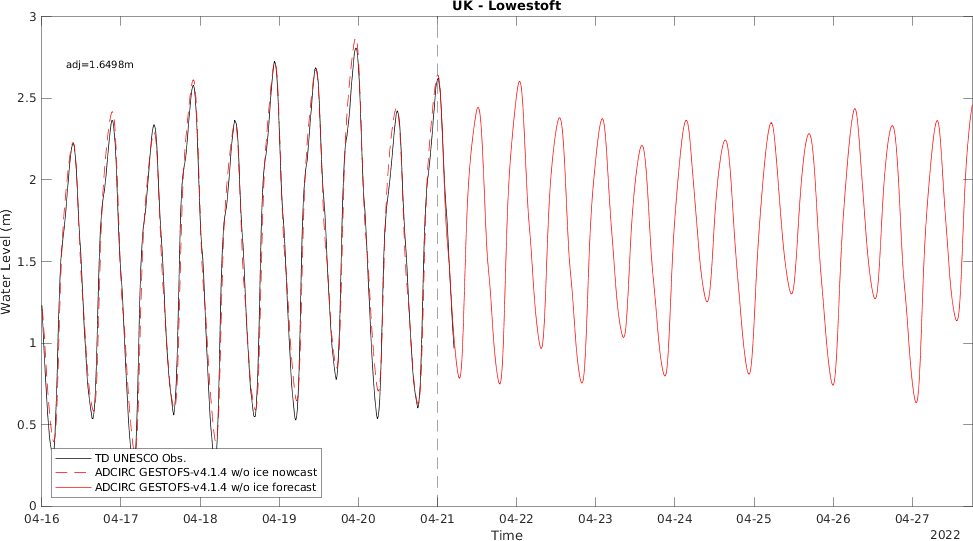 UK - Lowestoft
3
adj=1.6498m
2.5
2
1.5
1
0.5
0
Water Level (m)
TD UNESCO Obs.
ADCIRC GESTOFS-v4.1.4 w/o ice nowcast
ADCIRC GESTOFS-v4.1.4 w/o ice forecast
04-16 04-17 04-18 04-19 04-20 04-21 04-22 04-23 04-24 04-25 04-26 04-27
Time
2022